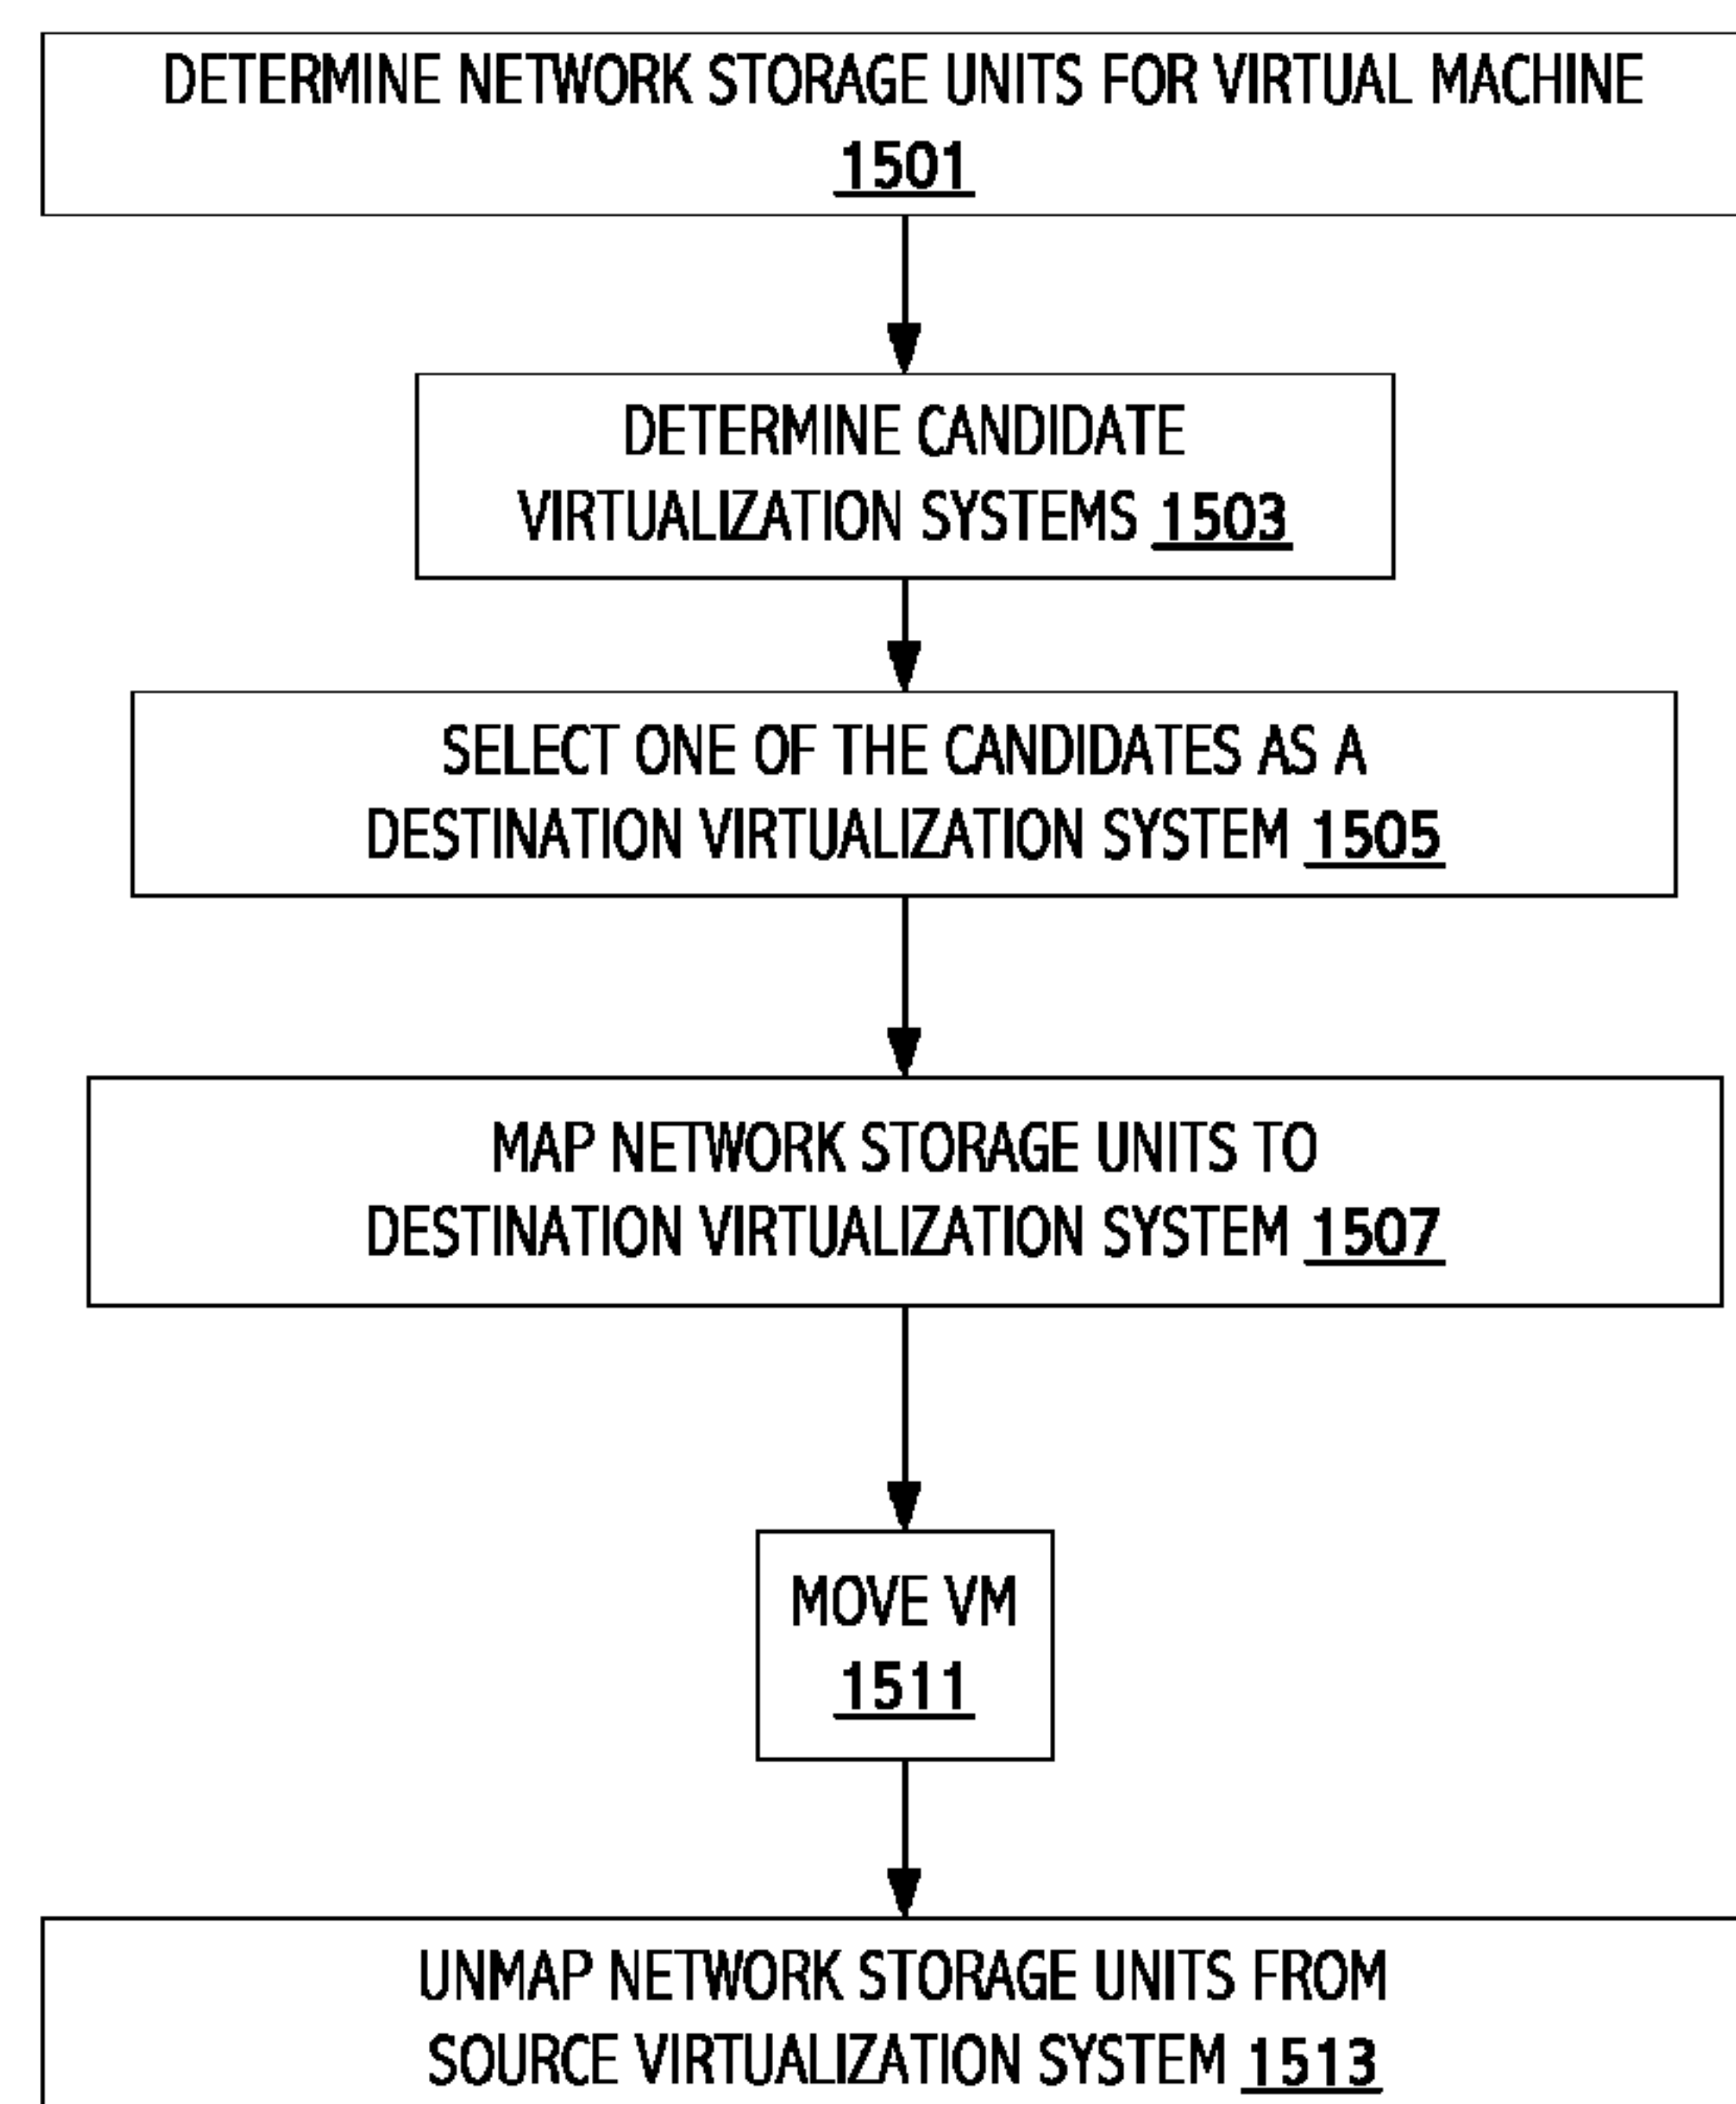 DETERMINE NETWORK STORAGE UNITS FOR VIRTUAL MACHINE
1501
DETERMINE CANDIDATE
VIRTUALIZATION SYSTEMS 1503
SELECT ONE OF THE CANDIDATES AS A
DESTINATION VIRTUALIZATION SYSTEM 1505
MAP NETWORK STORAGE UNITS TO
DESTINATION VIRTUALIZATION SYSTEM 1507
MOVE VM
1511
UNMAP NETWORK STORAGE UNITS FROM
SOURCE VIRTUALIZATION SYSTEM 1513